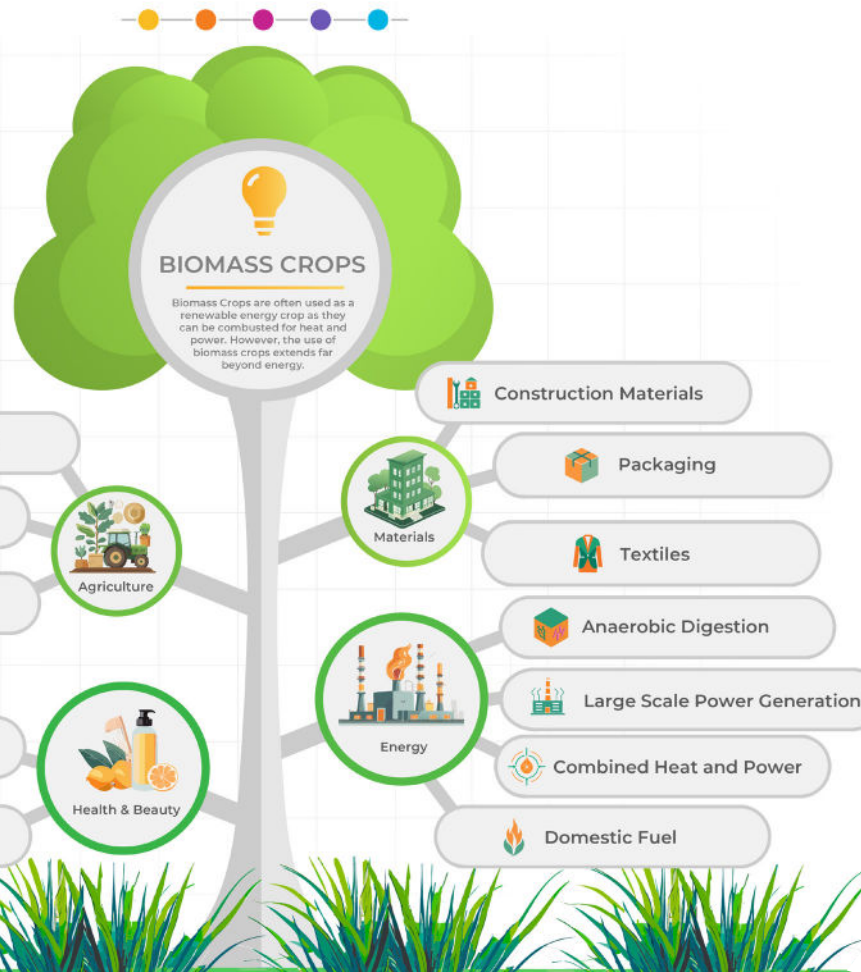 BIOMASS CROPS
Biomass Crops are often used as a
renewable energy crop as they
can be combusted for heat and
power. However, the use of
biomass crops extends far
beyond energy.
Construction Materials
Packaging
Materials
Textiles
Agriculture
Anaerobic Digestion
Large Scale Power Generation
Energy
Combined Heat and Power
Health & Beauty
Domestic Fuel